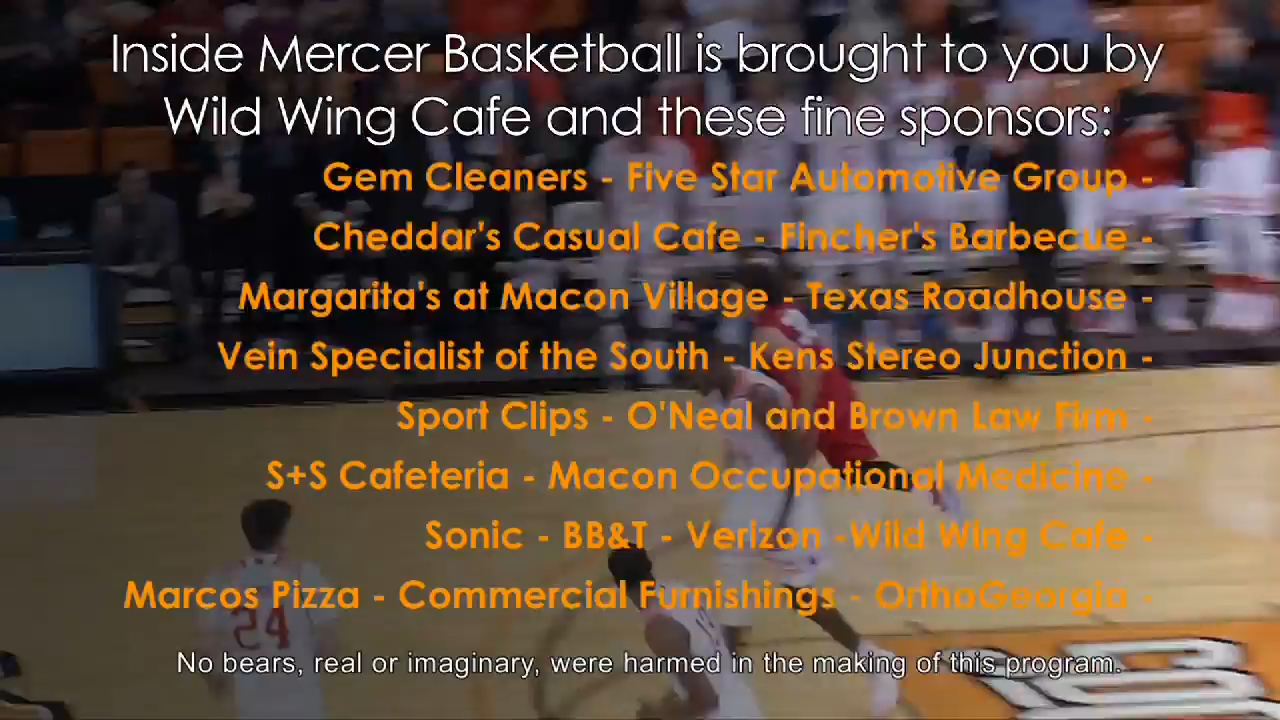 Inside Mercer Basketball is brought to you by
Wild Wing Cafe and these fine sponsors:
Gem Cleaners - Five Star Automotive Group -
Cheddar's Casual Cafe - Fincher's Barbecue -
Margarita's at Macon Village - Texas Roadhouse -
Vein Specialist of the South - Kens Stereo Junction -
Sport Clips - O'Neal and Brown Law Firm -
S+S Cafeteria - Macon Occupational Medicine -
Sonic - BB&T - Verizon -Wild Wing Cafe -
Marcos Pizza - Commercial Furnishings - OrthoGeorgia -
24
No bears, real or imaginary, were harmed in the making of this program.